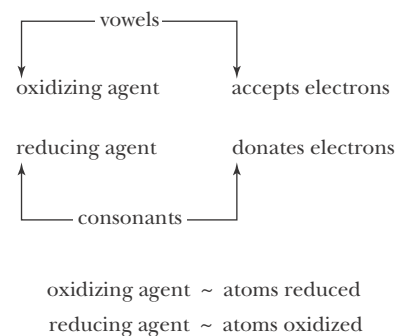 vowels
oxidizing agent accepts electrons
reducing agent donates electrons
consonants
oxidizing agent ~ atoms reduced
reducing agent ~ atoms oxidized